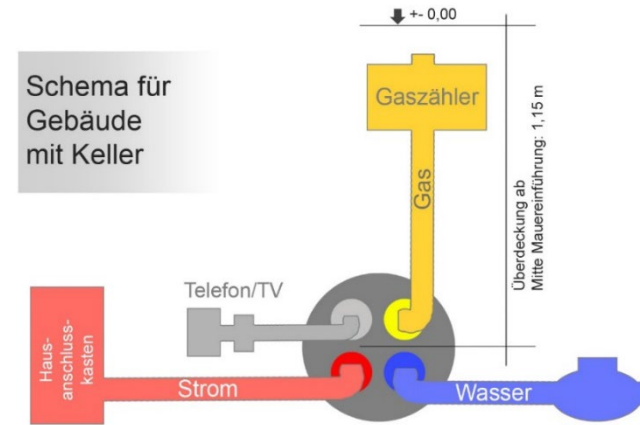 +- 0,00
Schema für
Gebäude
mit Keller
Gaszähler
Gas
Überdeckung ab
Mitte Mauereinführung: 1,15 m
Telefon/TV
Haus-
anschluss-
kasten
Strom
Wasser